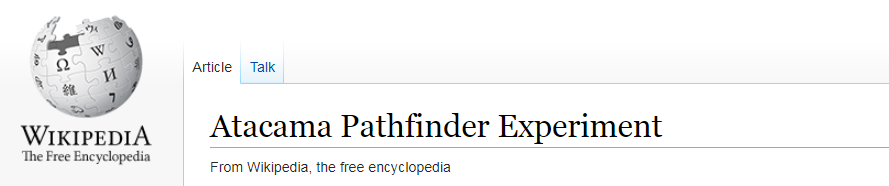 Article Talk
Atacama Pathfinder Experiment
WIKIPEDIA
The Free Encyclopedia
From Wikipedia, the free encyclopedia